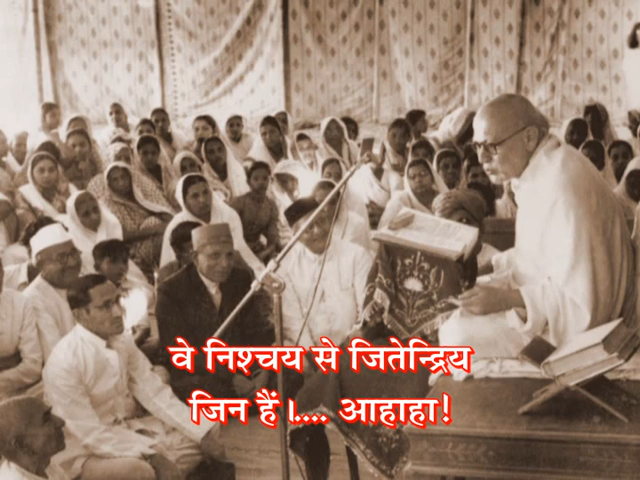 वे निश्चय से जितेन्द्रिय
जिन हैं ।.... आहाहा!